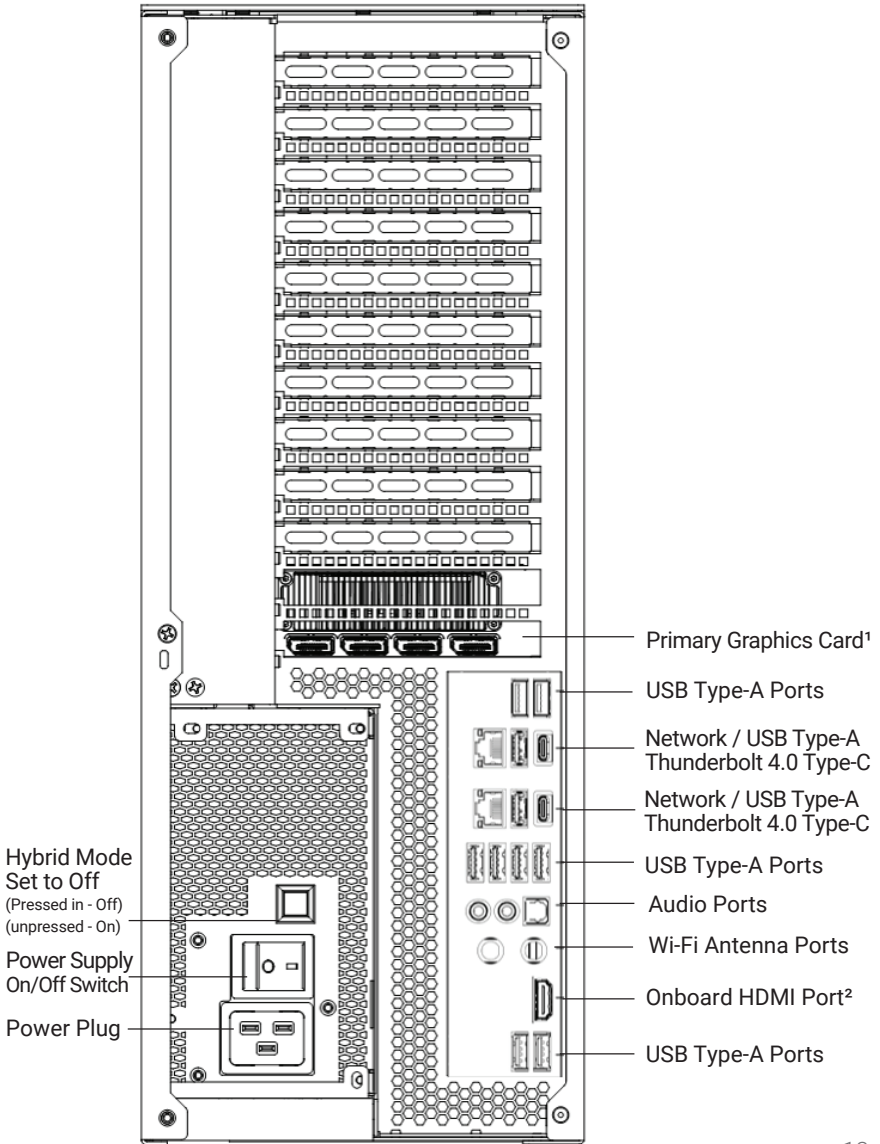 Primary Graphics Card¹
USB Type-A Ports
Network / USB Type-A
Thunderbolt 4.0 Type-C
Network / USB Type-A
Thunderbolt 4.0 Type-C
USB Type-A Ports
Audio Ports
Wi-Fi Antenna Ports
Onboard HDMI Port²
USB Type-A Ports
Hybrid Mode
Set to Off
(Pressed in - Off)
(unpressed - On)
Power Supply
On/Off Switch
Power Plug